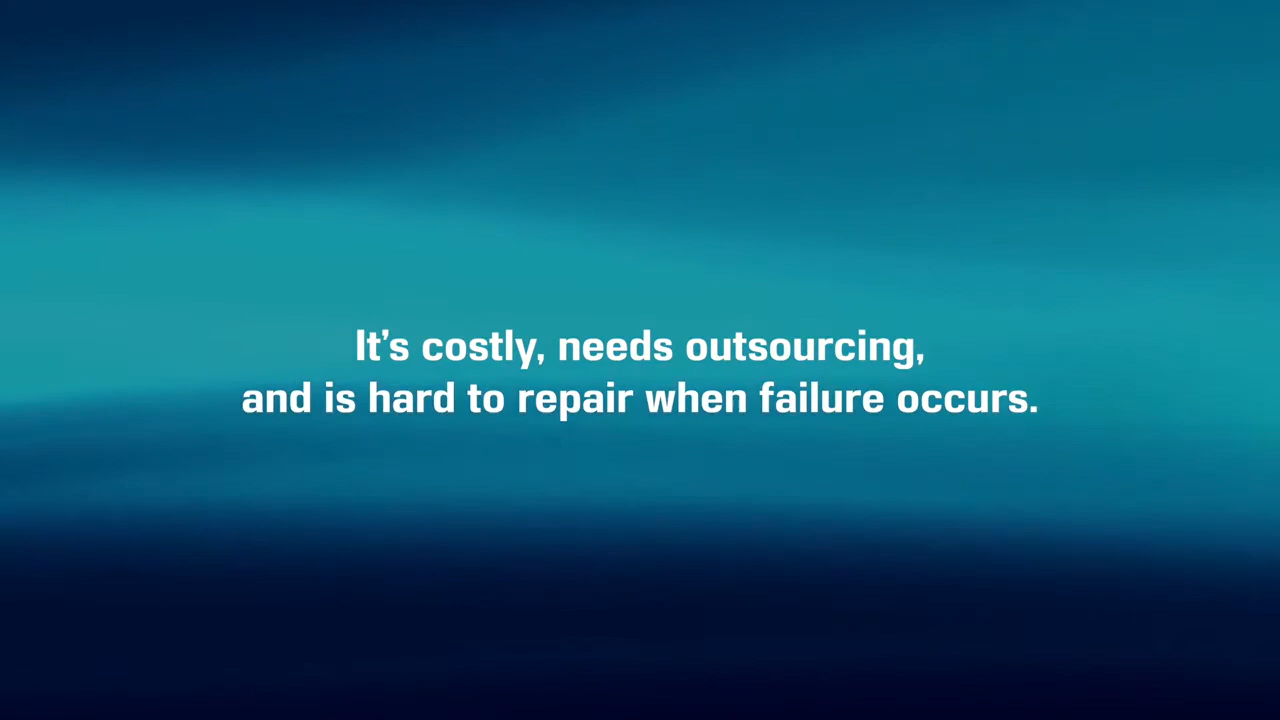 It’s costly, needs outsourcing,
and is hard to repair when failure occurs.